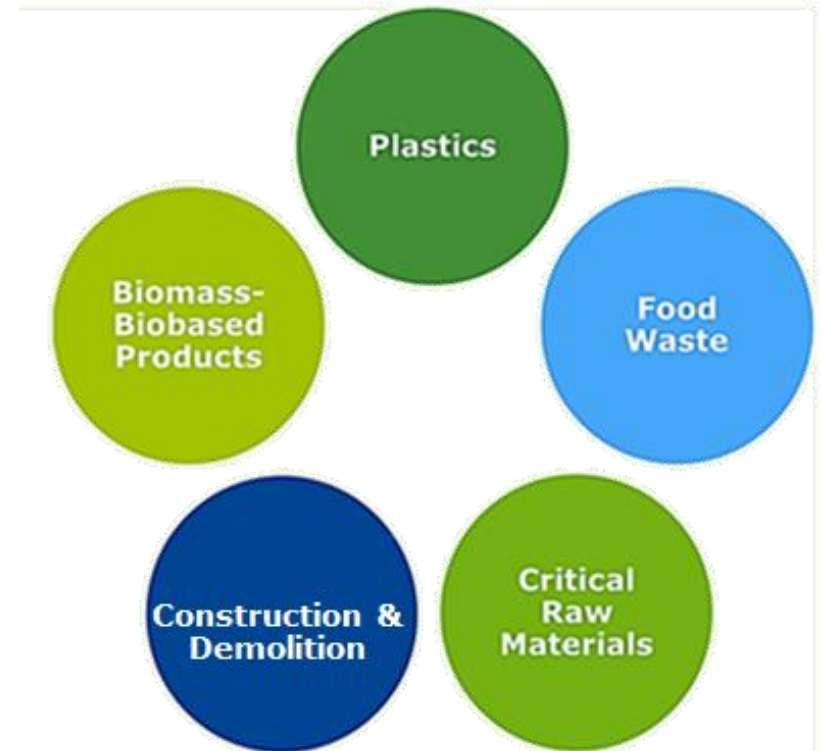 Plastics
Food
Waste
Critical
Raw
Materials
Construction &
Demolition
Biomass-
Biobased
Products